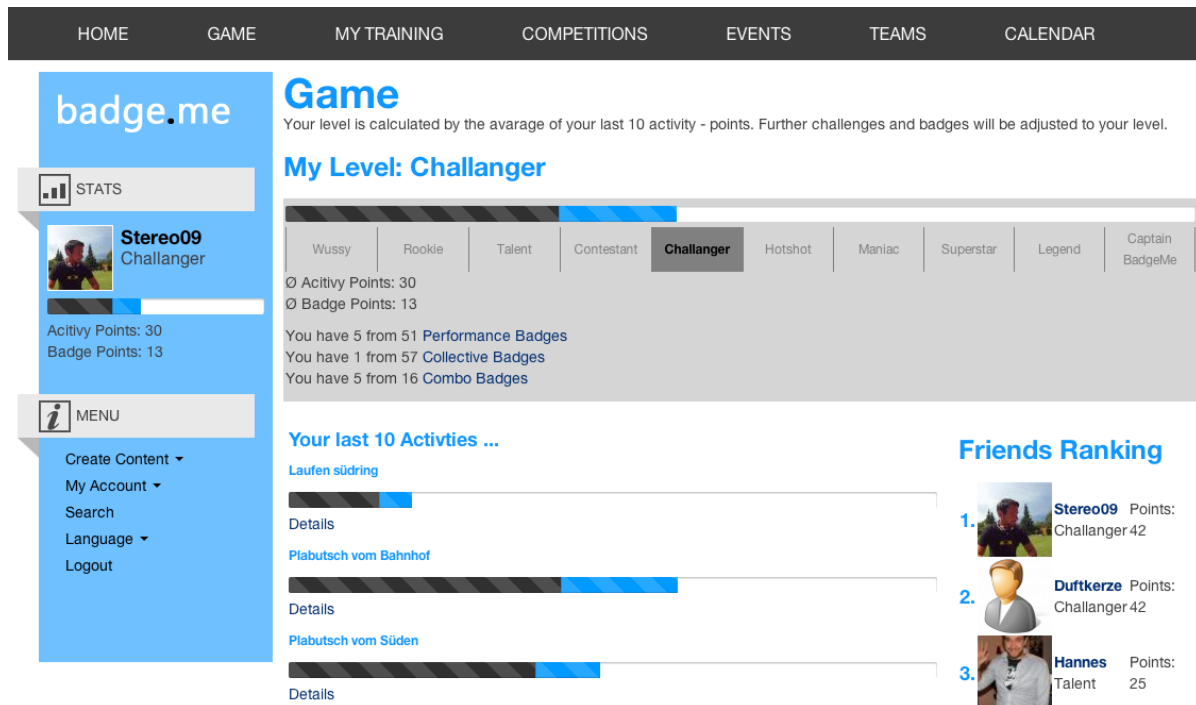 HOME GAME MY TRAINING COMPETITIONS EVENTS TEAMS CALENDAR
badge.me
STATS
Stereo09
Challanger
Acitivy Points: 30
Badge Points: 13
MENU
Create Content
My Account
Search
Language
Logout
Game
Your level is calculated by the avarage of your last 10 activity - points. Further challenges and badges will be adjusted to your level.
My Level: Challanger
Wussy Rookie Talent Contestant Challanger Hotshot Maniac Superstar Legend Captain BadgeMe
Ø Acitivy Points: 30
Ø Badge Points: 13
You have 5 from 51 Performance Badges
You have 1 from 57 Collective Badges
You have 5 from 16 Combo Badges
Your last 10 Activties ...
Laufen südring
Details
Plabutsch vom Bahnhof
Details
Plabutsch vom Süden
Details
Friends Ranking
1. Stereo09 Points:
Challanger 42
2. Duftkerze Points:
Challanger 42
3. Hannes Points:
Talent 25